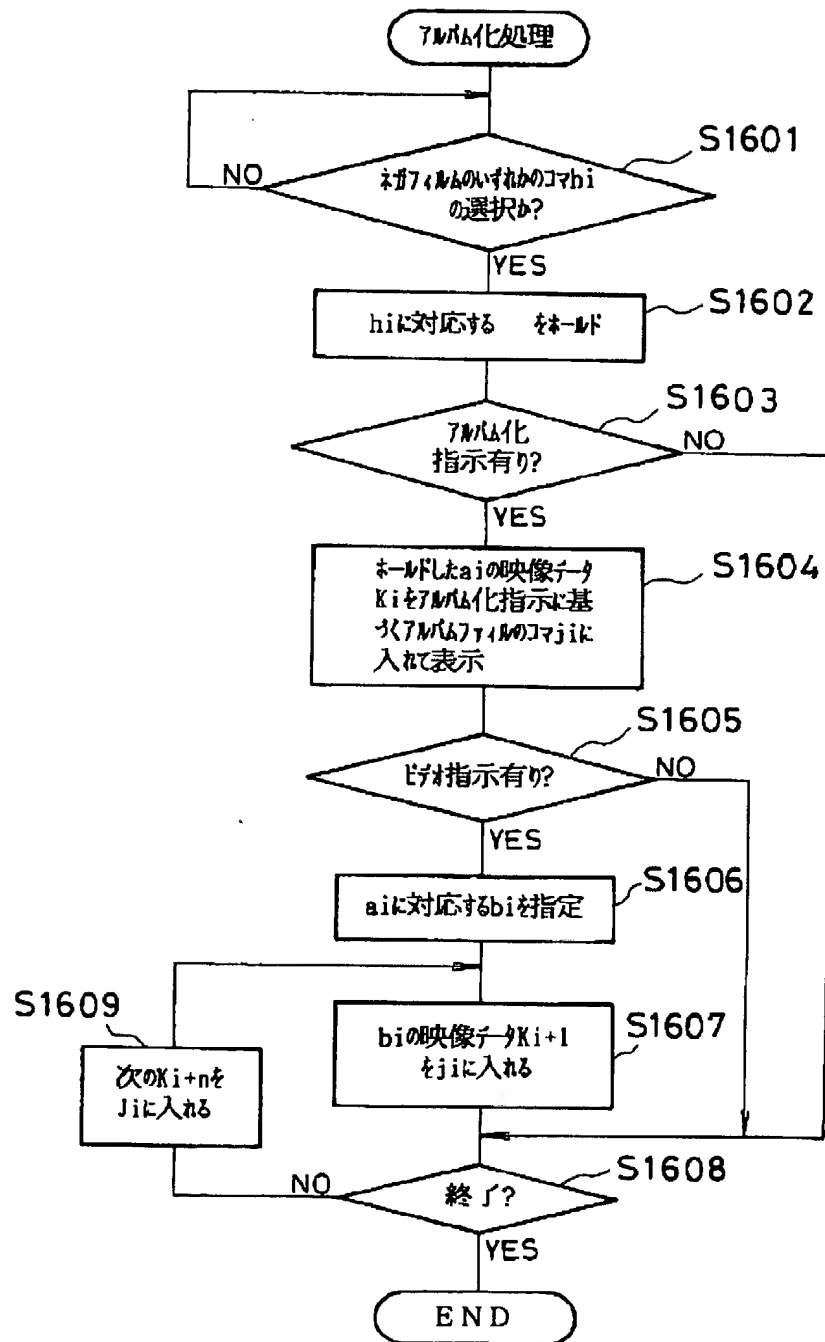 アルバム化処理
S1601
NO
ネガフィルムのいずれかのコマhi
の選択か?
YES
S1602
hiに対応する をホールド
S1603
アルバム化
指示有り?
NO
YES
S1604
ホールドしたaiの映像データ
Kiをアルバム化指示に基
づくアルバムファィルのコマjiに
入れて表示
S1605
ビデオ指示有り?
NO
YES
S1606
aiに対応するbiを指定
S1609
次のKi+nを
Jiに入れる
S1607
biの映像データKi+1
をjiに入れる
S1608
NO
終了?
YES
END